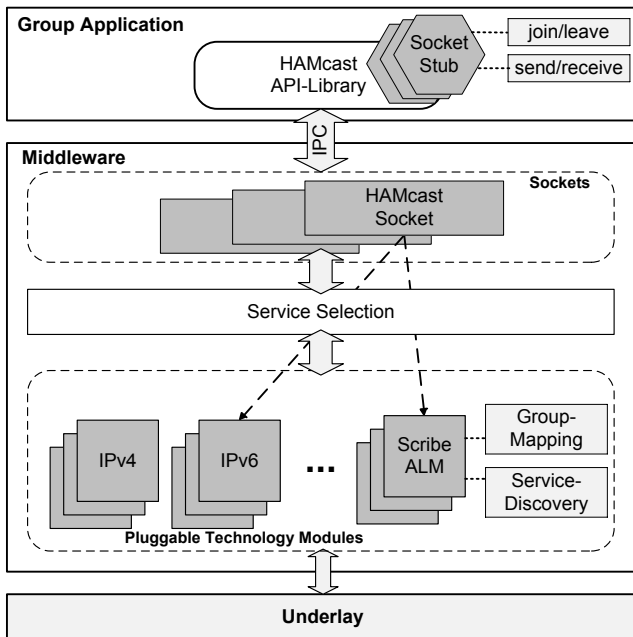 Group Application
HAMcast
API-Library
Socket
Stub
join/leave
send/receive
IPC
Middleware
Sockets
HAMcast
Socket
Service Selection
IPv4
IPv6
...
Scribe
ALM
Group-
Mapping
Service-
Discovery
Pluggable Technology Modules
Underlay